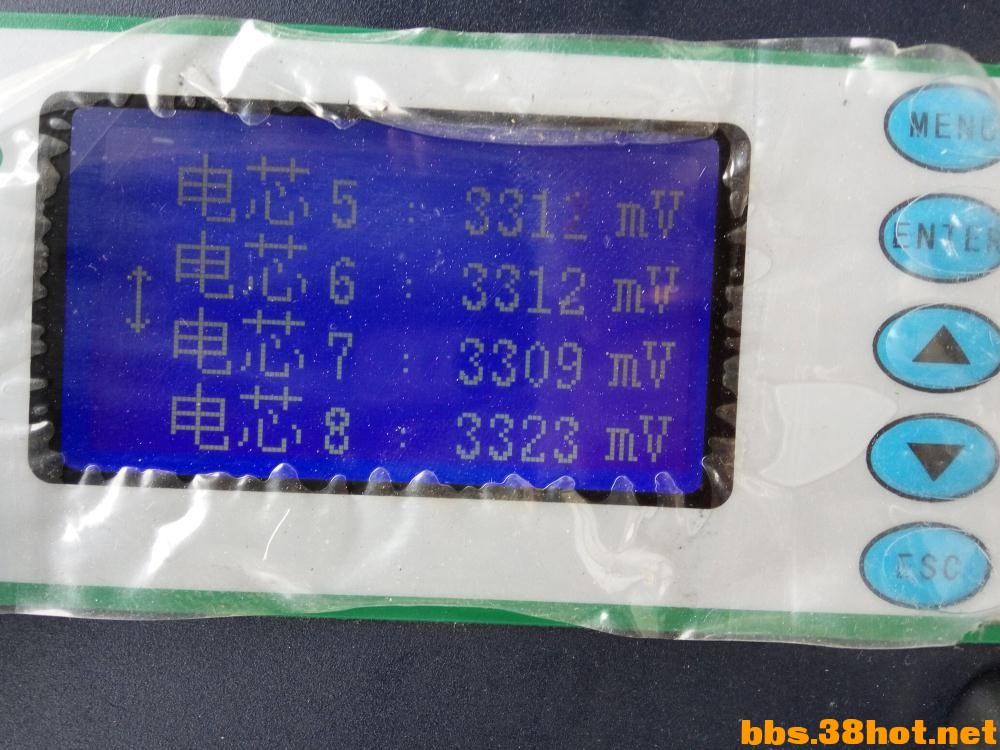 电芯5 : 3312 mV
电芯6 : 3312 mV
↕ 电芯7 : 3309 mV
电芯8 : 3323 mV
MENU
ENTER
▲
▼
ESC
bbs.38hot.net